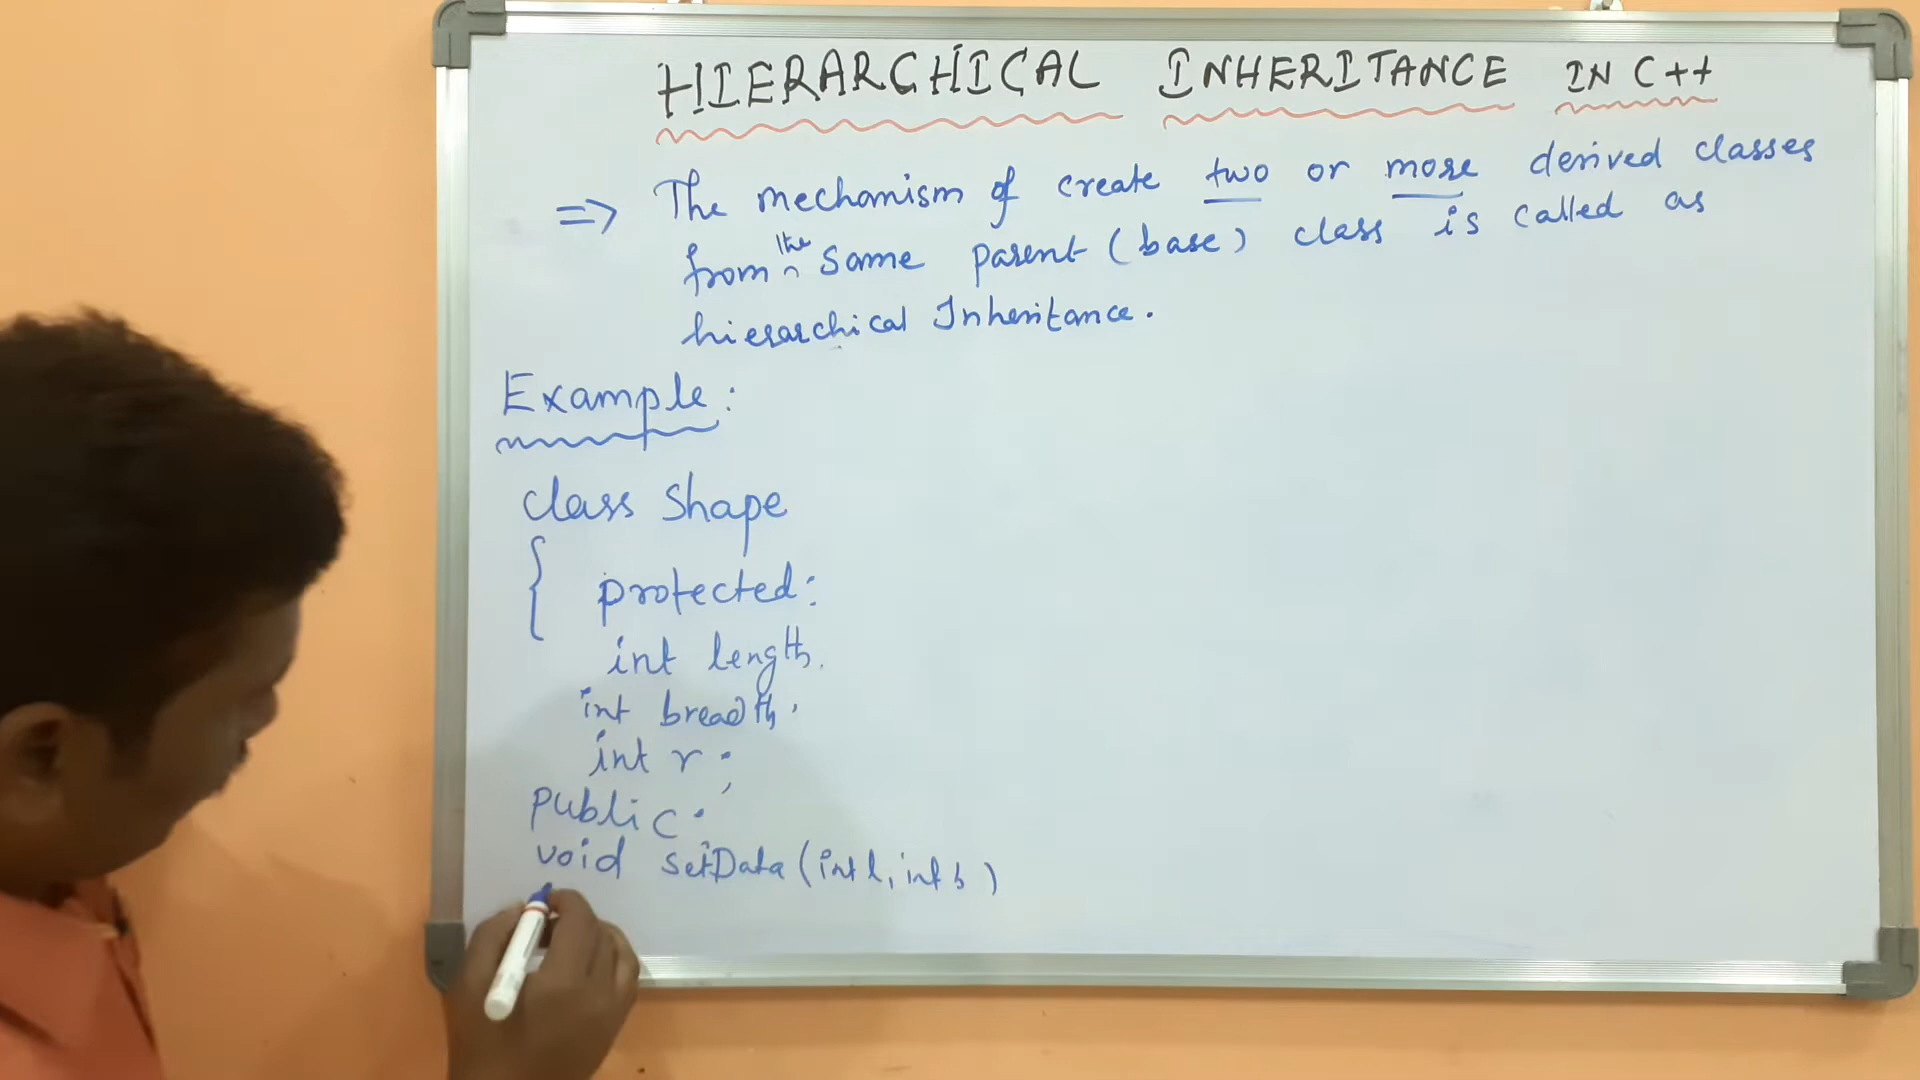 HIERARCHICAL INHERITANCE IN C++
=> The mechanism of create two or more derived classes
from the same parent (base) class is called as
hierarchical Inheritance.
Example:
class shape
{ protected:
int length,
int breadth,
int r;
public:
void setData(int l, int b)